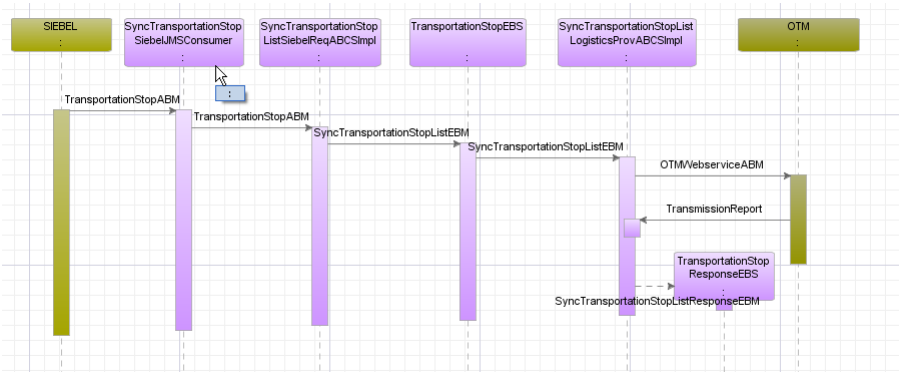 SIEBEL
:
SyncTransportationStop
SiebelJMSConsumer
:
SyncTransportationStop
ListSiebelReqABCSImpl
:
TransportationStopEBS
:
SyncTransportationStopList
LogisticsProvABCSImpl
:
OTM
:
:
TransportationStopABM
TransportationStopABM
SyncTransportationStopListEBM
SyncTransportationStopListEBM
OTMWebserviceABM
TransmissionReport
TransportationStop
ResponseEBS
:
SyncTransportationStopListResponseEBM